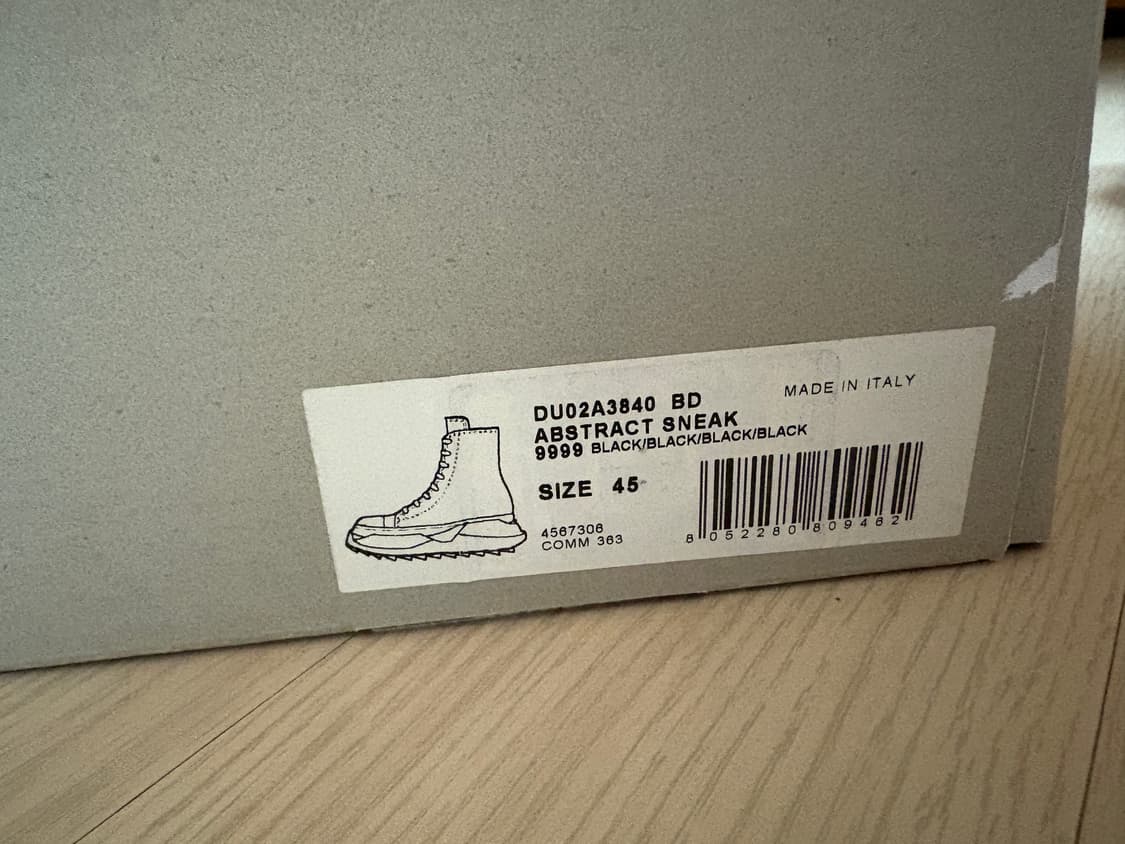 DU02A3840 BD
MADE IN ITALY
ABSTRACT SNEAK
9999 BLACK/BLACK/BLACK/BLACK
SIZE 45
4567306
COMM 363
8 052280 809462